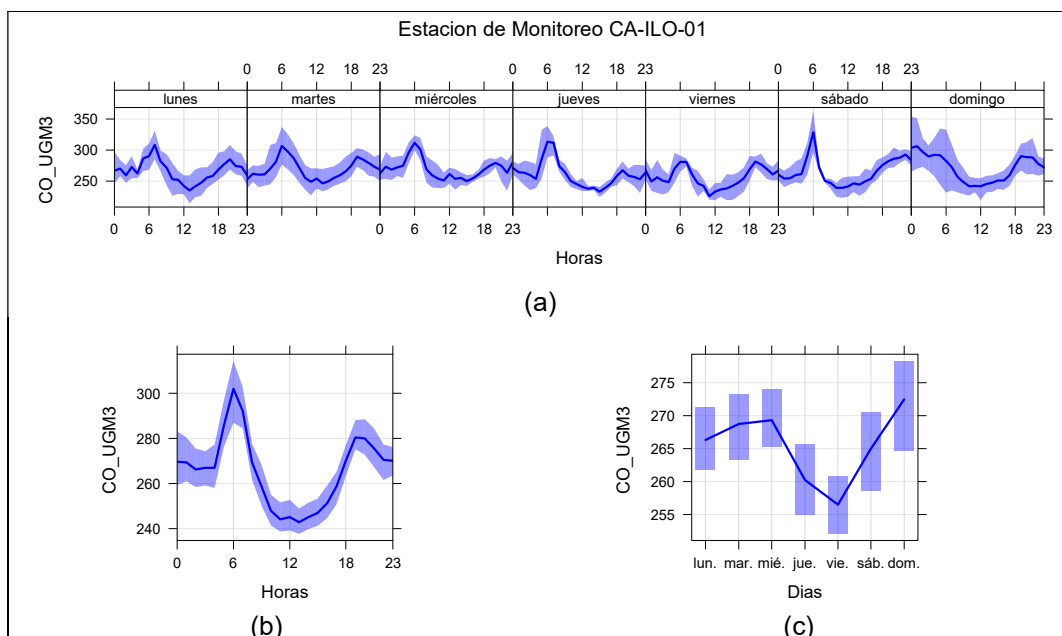 Estacion de Monitoreo CA-ILO-01
0 6 12 18 23 0 6 12 18 23 0 6 12 18 23
lunes martes miércoles jueves viernes sábado domingo
CO_UGM3
350
300
250
0 6 12 18 23 0 6 12 18 23 0 6 12 18 23 0 6 12 18 23
Horas
(a)
CO_UGM3
300
280
260
240
0 6 12 18 23
Horas
(b)
CO_UGM3
275
270
265
260
255
lun. mar. mié. jue. vie. sáb. dom.
Dias
(c)